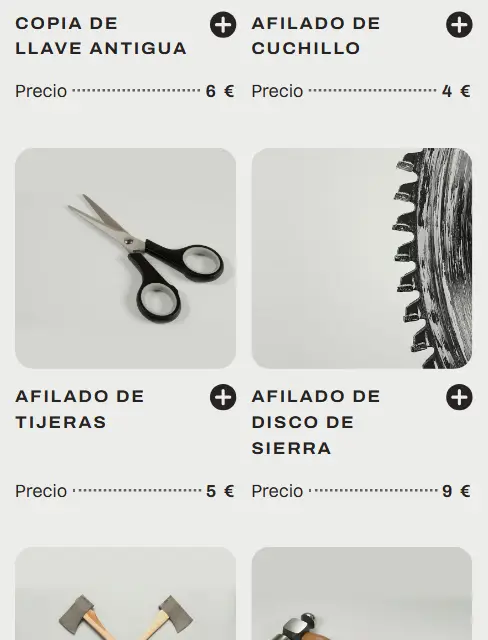 COPIA DE
LLAVE ANTIGUA
Precio 6 €
AFILADO DE
CUCHILLO
Precio 4 €
AFILADO DE
TIJERAS
Precio 5 €
AFILADO DE
DISCO DE
SIERRA
Precio 9 €